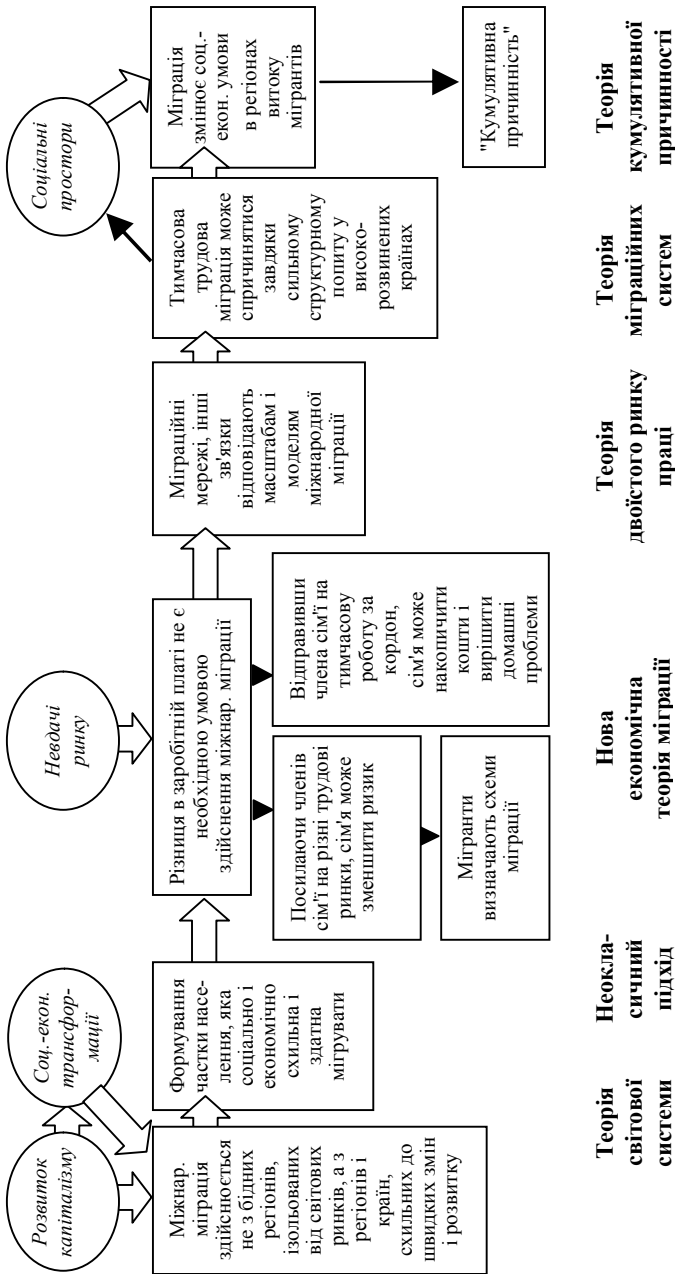 Розвиток
капіталізму
Соц.-екон.
трансфор-
мації
Невдачі
ринку
Соціальні
простори
Міжнар.
міграція
здійснюється
не з бідних
регіонів,
ізольованих
від світових
ринків, а з
регіонів і
країн,
схильних до
швидких змін
і розвитку
Формування
частки насе-
лення, яка
соціально і
економічно
схильна і
здатна
мігрувати
Різниця в заробітній платі не є
необхідною умовою
здійснення міжнар. міграції
Посилаючи членів
сім'ї на різні трудові
ринки, сім'я може
зменшити ризик
Мігранти
визначають схеми
міграції
Відправивши
члена сім'ї на
тимчасову
роботу за
кордон,
сім'я може
накопичити
кошти і
вирішити
домашні
проблеми
Міграційні
мережі, інші
зв'язки
відповідають
масштабам і
моделям
міжнародної
міграції
Тимчасова
трудова
міграція може
спричинятися
завдяки
сильному
структурному
попиту у
високо-
розвинених
країнах
Міграція
змінює соц.-
екон. умови
в регіонах
витоку
мігрантів
"Кумулятивна
причинність"
Теорія
світової
системи
Неокла-
сичний
підхід
Нова
економічна
теорія міграції
Теорія
двоїстого ринку
праці
Теорія
міграційних
систем
Теорія
кумулятивної
причинності